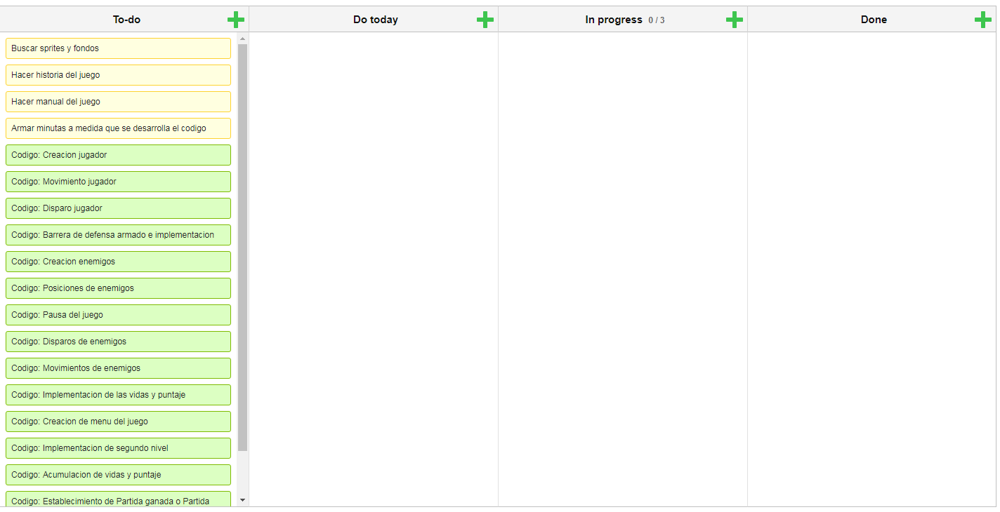 To-do
Do today
In progress 0 / 3
Done
Buscar sprites y fondos
Hacer historia del juego
Hacer manual del juego
Armar minutas a medida que se desarrolla el codigo
Codigo: Creacion jugador
Codigo: Movimiento jugador
Codigo: Disparo jugador
Codigo: Barrera de defensa armado e implementacion
Codigo: Creacion enemigos
Codigo: Posiciones de enemigos
Codigo: Pausa del juego
Codigo: Disparos de enemigos
Codigo: Movimientos de enemigos
Codigo: Implementacion de las vidas y puntaje
Codigo: Creacion de menu del juego
Codigo: Implementacion de segundo nivel
Codigo: Acumulacion de vidas y puntaje
Codigo: Establecimiento de Partida ganada o Partida